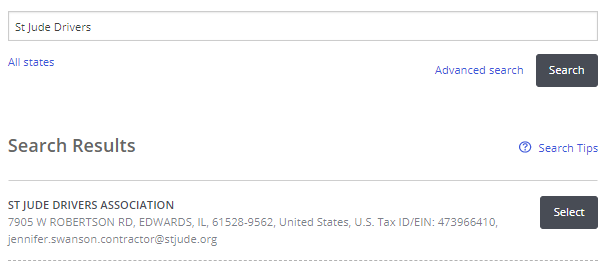 St Jude Drivers
All states
Advanced search
Search
Search Results
Search Tips
ST JUDE DRIVERS ASSOCIATION
7905 W ROBERTSON RD, EDWARDS, IL, 61528-9562, United States, U.S. Tax ID/EIN: 473966410,
jennifer.swanson.contractor@stjude.org
Select